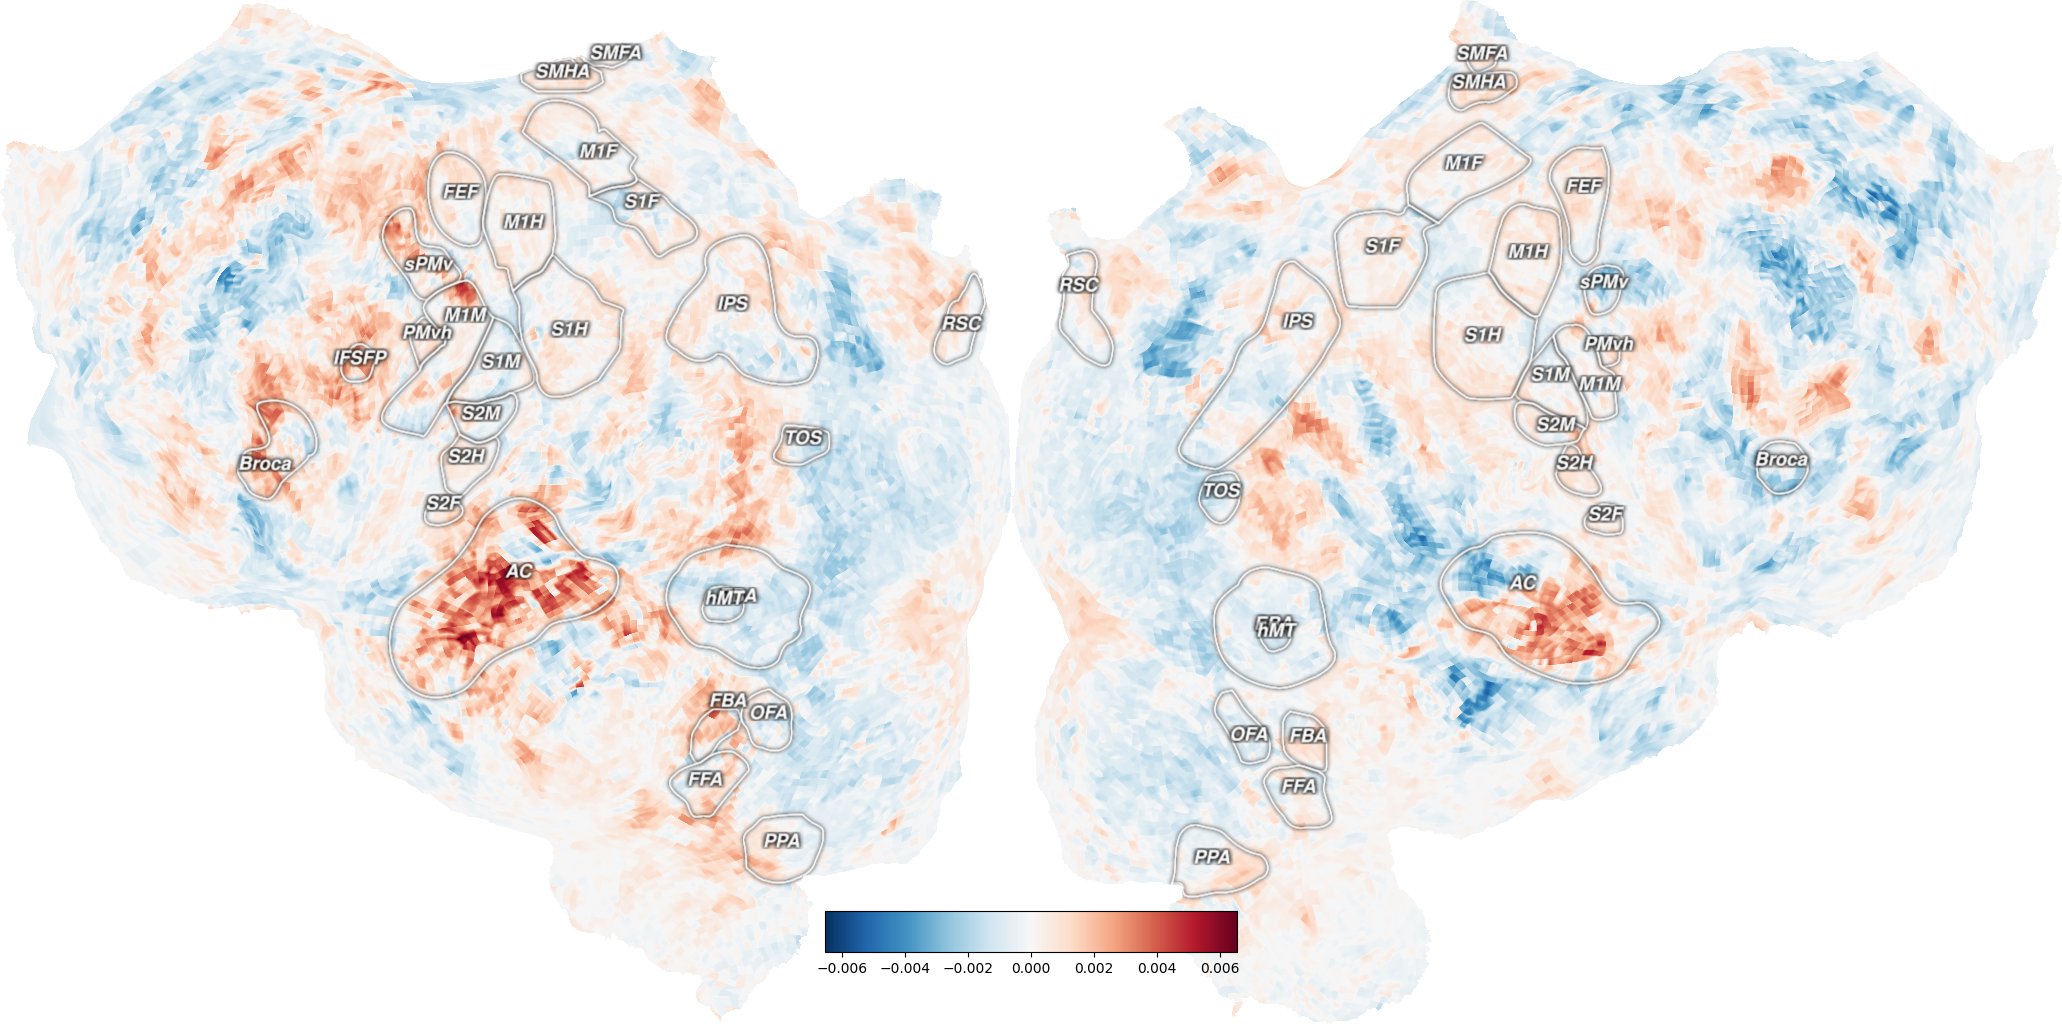 SMFA
SMHA
M1F
FEF
S1F
M1H
sPMv
IPS
M1M
RSC
S1H
PMvh
IFSFP
S1M
S2M
TOS
Broca
S2H
S2F
AC
hMT
FBA
OFA
FFA
PPA
SMFA
SMHA
M1F
FEF
S1F
M1H
RSC
sPMv
IPS
S1H
PMvh
S1M
M1M
S2M
Broca
S2H
TOS
S2F
AC
hMT
OFA
FBA
FFA
PPA
−0.006 −0.004 −0.002 0.000 0.002 0.004 0.006